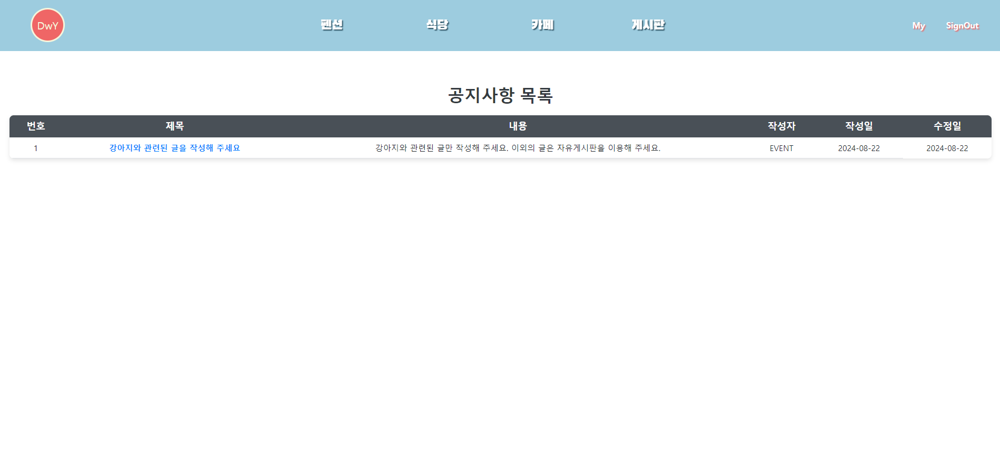 DwY 펜션 식당 카페 게시판 My SignOut
공지사항 목록
번호 제목 내용 작성자 작성일 수정일
1 강아지와 관련된 글을 작성해 주세요 강아지와 관련된 글만 작성해 주세요. 이외의 글은 자유게시판을 이용해 주세요. EVENT 2024-08-22 2024-08-22